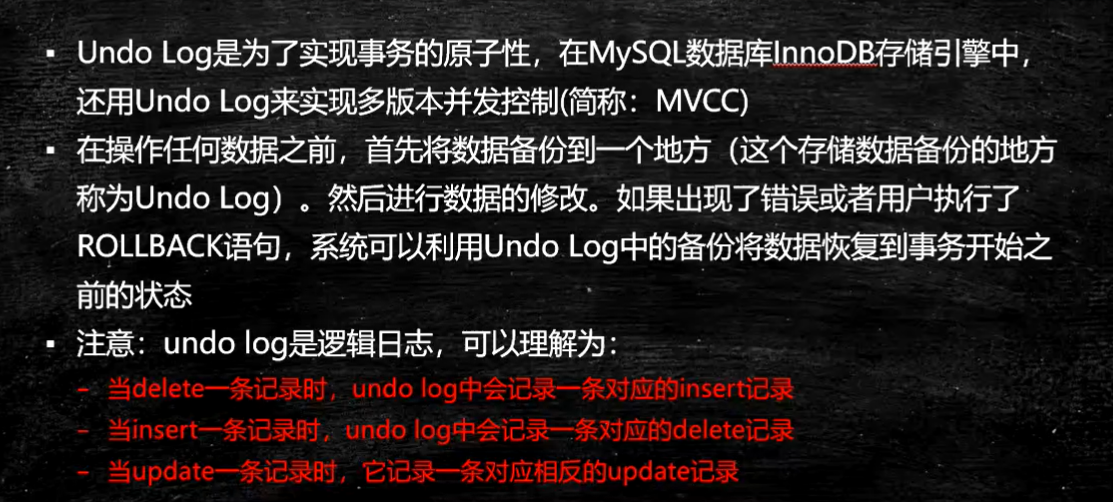 ▪ Undo Log是为了实现事务的原子性，在MySQL数据库InnoDB存储引擎中，
还用Undo Log来实现多版本并发控制(简称：MVCC)
▪ 在操作任何数据之前，首先将数据备份到一个地方（这个存储数据备份的地方
称为Undo Log）。然后进行数据的修改。如果出现了错误或者用户执行了
ROLLBACK语句，系统可以利用Undo Log中的备份将数据恢复到事务开始之
前的状态
▪ 注意：undo log是逻辑日志，可以理解为：
– 当delete一条记录时，undo log中会记录一条对应的insert记录
– 当insert一条记录时，undo log中会记录一条对应的delete记录
– 当update一条记录时，它记录一条对应相反的update记录